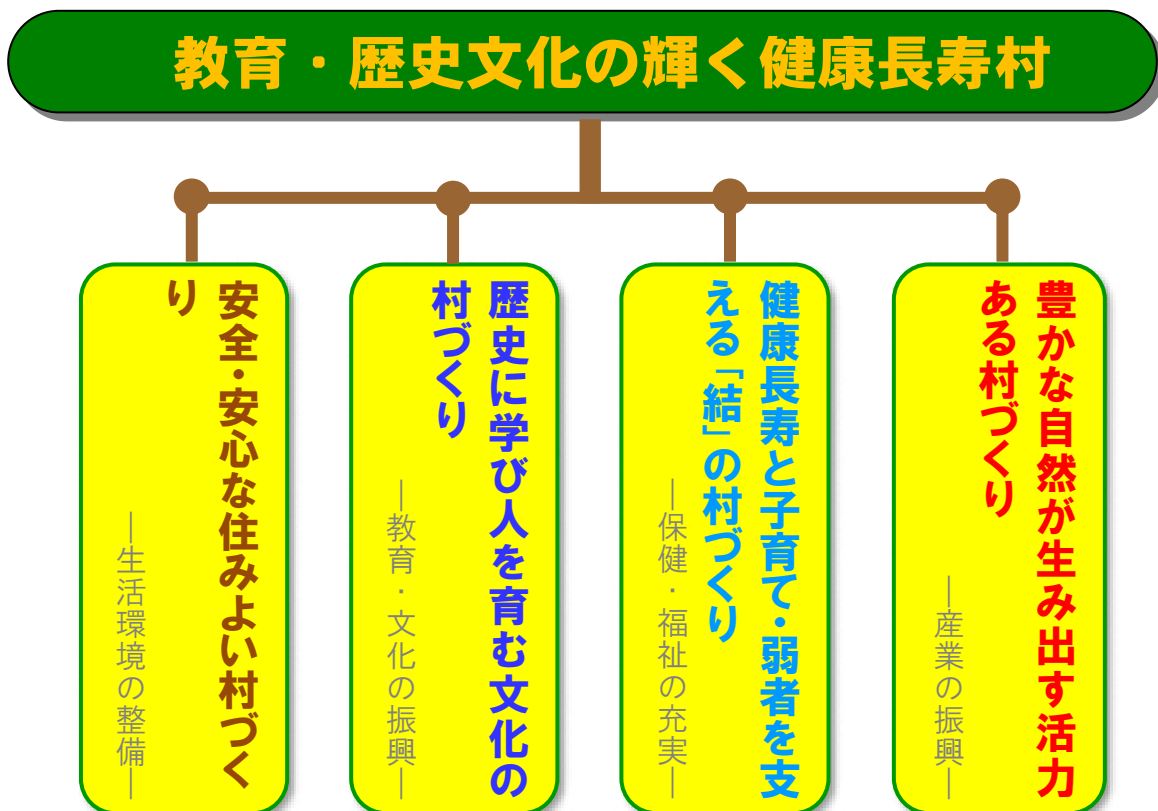 教育・歴史文化の輝く健康長寿村
豊かな自然が生み出す活力
ある村づくり
―産業の振興―
健康長寿と子育て・弱者を支
える「結」の村づくり
―保健・福祉の充実―
歴史に学び人を育む文化の
村づくり
―教育・文化の振興―
安全・安心な住みよい村づく
り
―生活環境の整備―